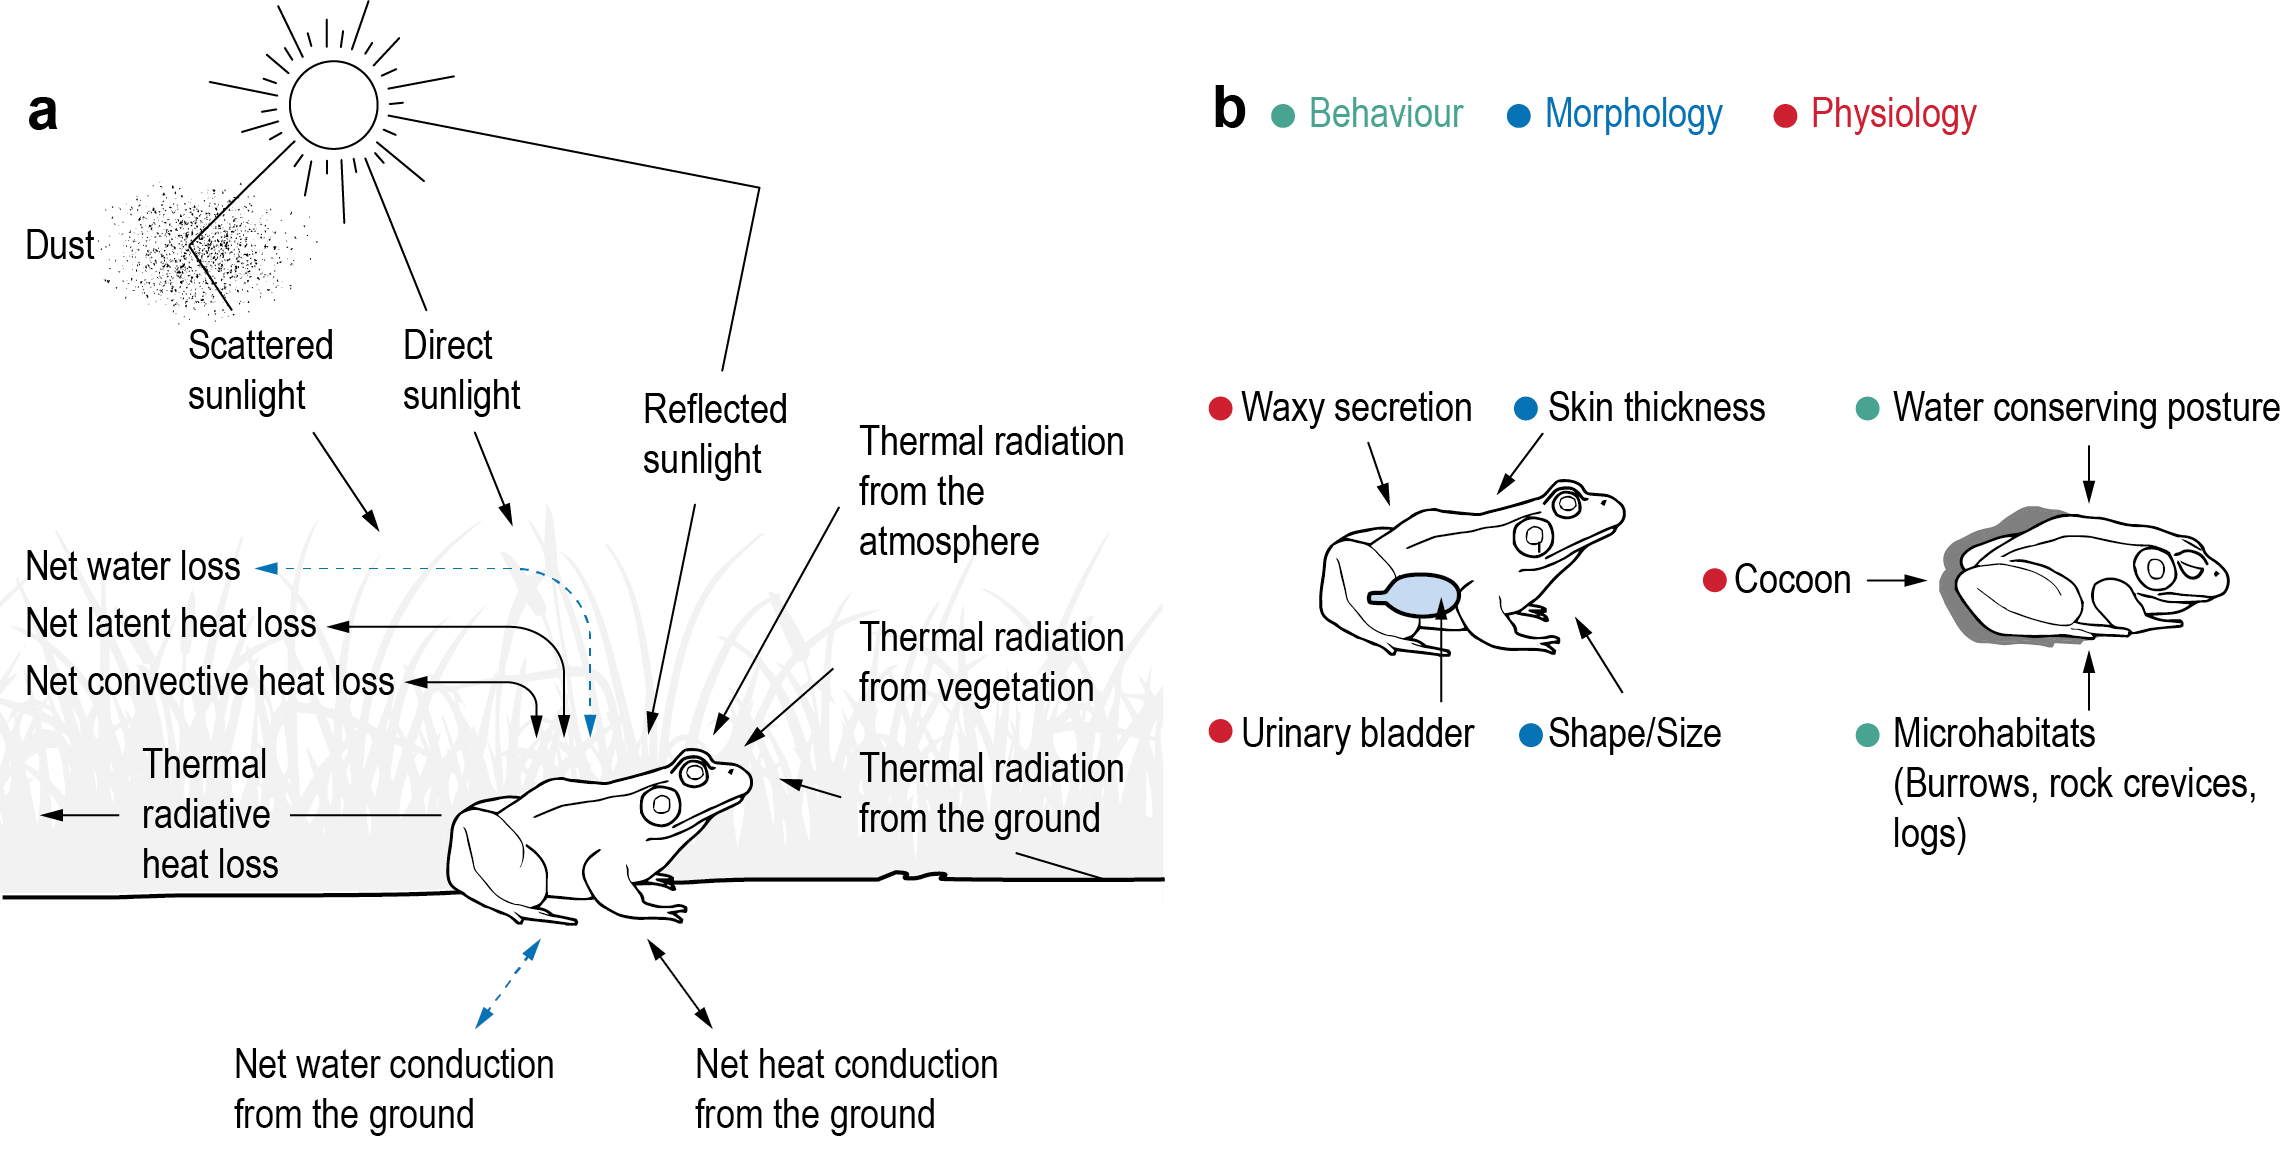 a
Dust
Scattered
sunlight
Direct
sunlight
Reflected
sunlight
Thermal radiation
from the
atmosphere
Net water loss
Net latent heat loss
Net convective heat loss
Thermal radiation
from vegetation
Thermal
radiative
heat loss
Thermal radiation
from the ground
Net water conduction
from the ground
Net heat conduction
from the ground
b
Behaviour
Morphology
Physiology
Waxy secretion
Skin thickness
Water conserving posture
Cocoon
Urinary bladder
Shape/Size
Microhabitats
(Burrows, rock crevices,
logs)